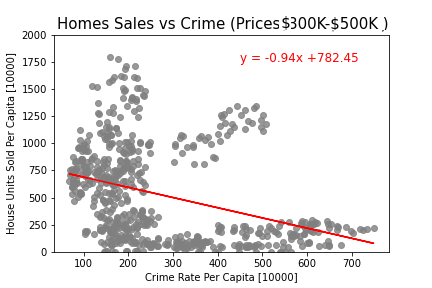 Homes Sales vs Crime (Prices $300K-$500K )
y = -0.94x +782.45
House Units Sold Per Capita [10000]
2000
1750
1500
1250
1000
750
500
250
0
100 200 300 400 500 600 700
Crime Rate Per Capita [10000]